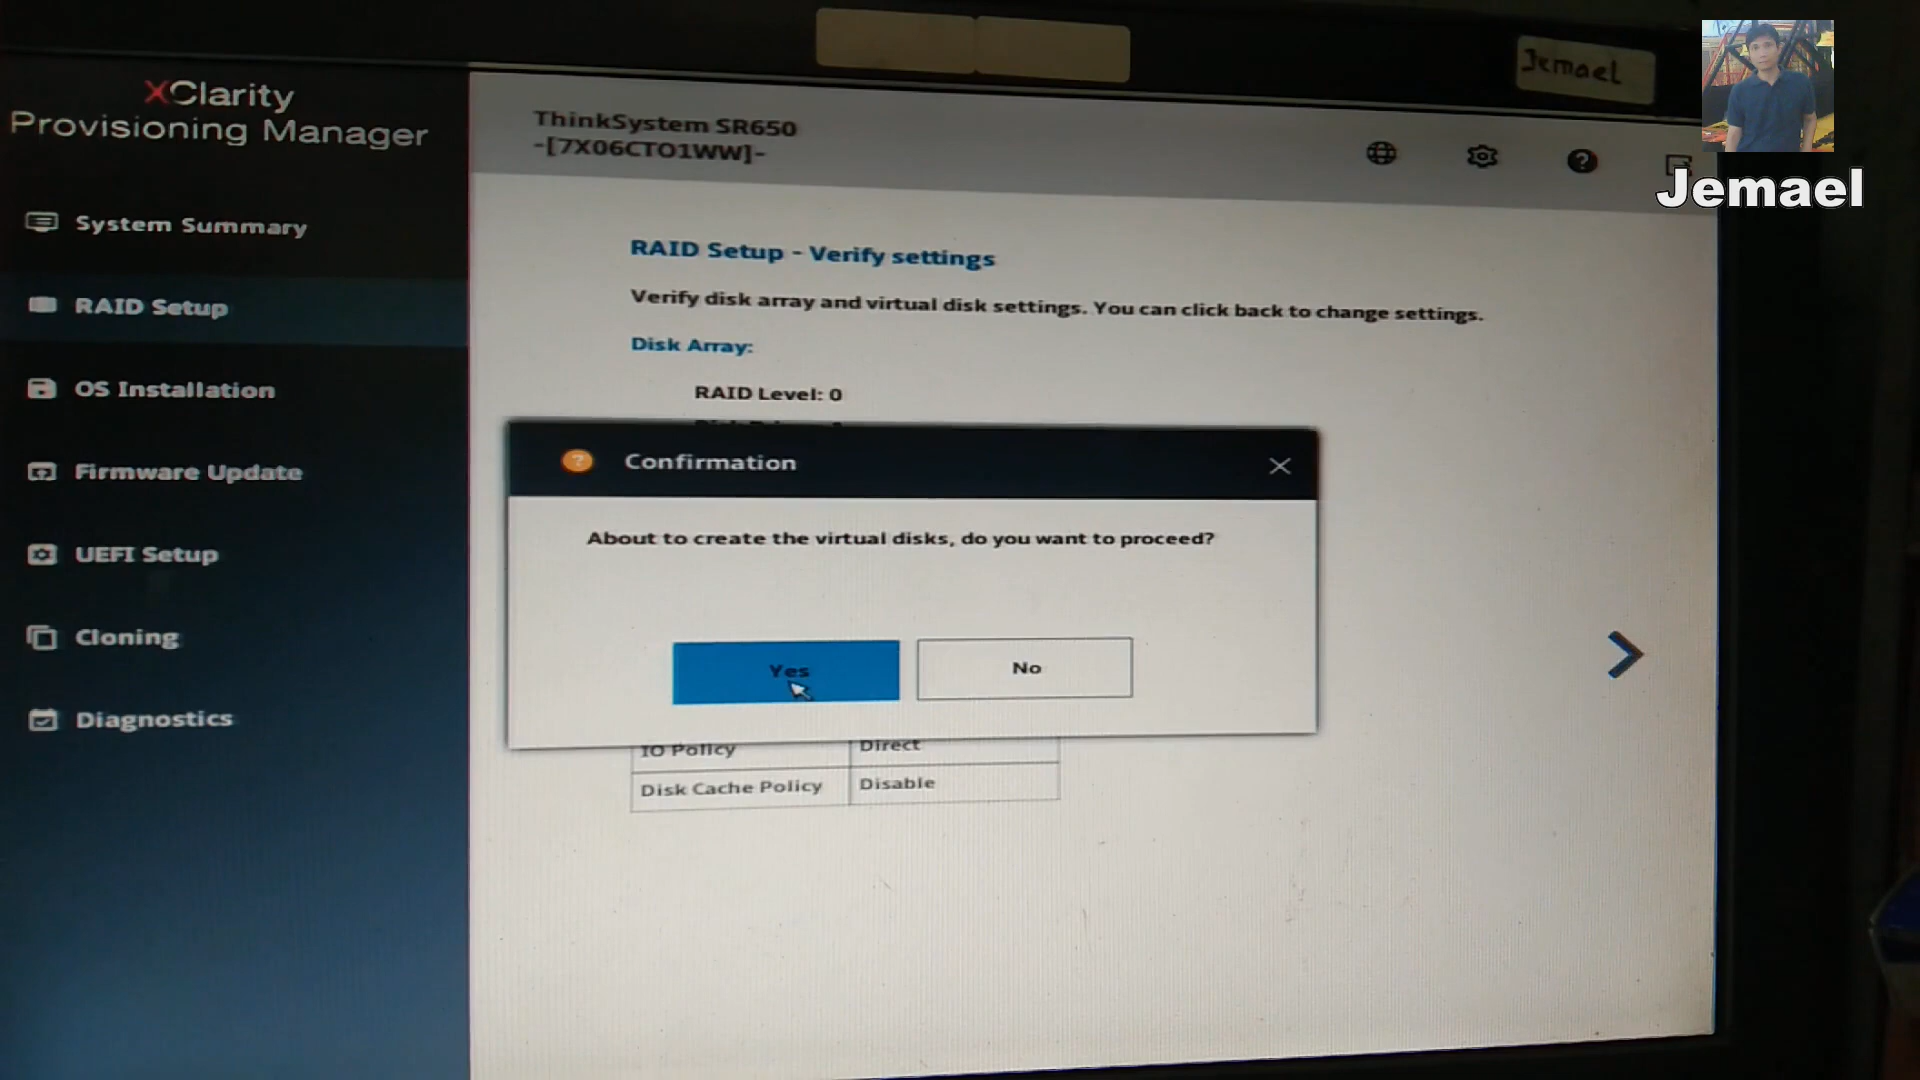 Jemael
Jemael
XClarity
Provisioning Manager
ThinkSystem SR650
-[7X06CTO1WW]-
System Summary
RAID Setup
OS Installation
Firmware Update
UEFI Setup
Cloning
Diagnostics
RAID Setup - Verify settings
Verify disk array and virtual disk settings. You can click back to change settings.
Disk Array:
RAID Level: 0
Confirmation
About to create the virtual disks, do you want to proceed?
Yes
No
IO Policy
Direct
Disk Cache Policy
Disable